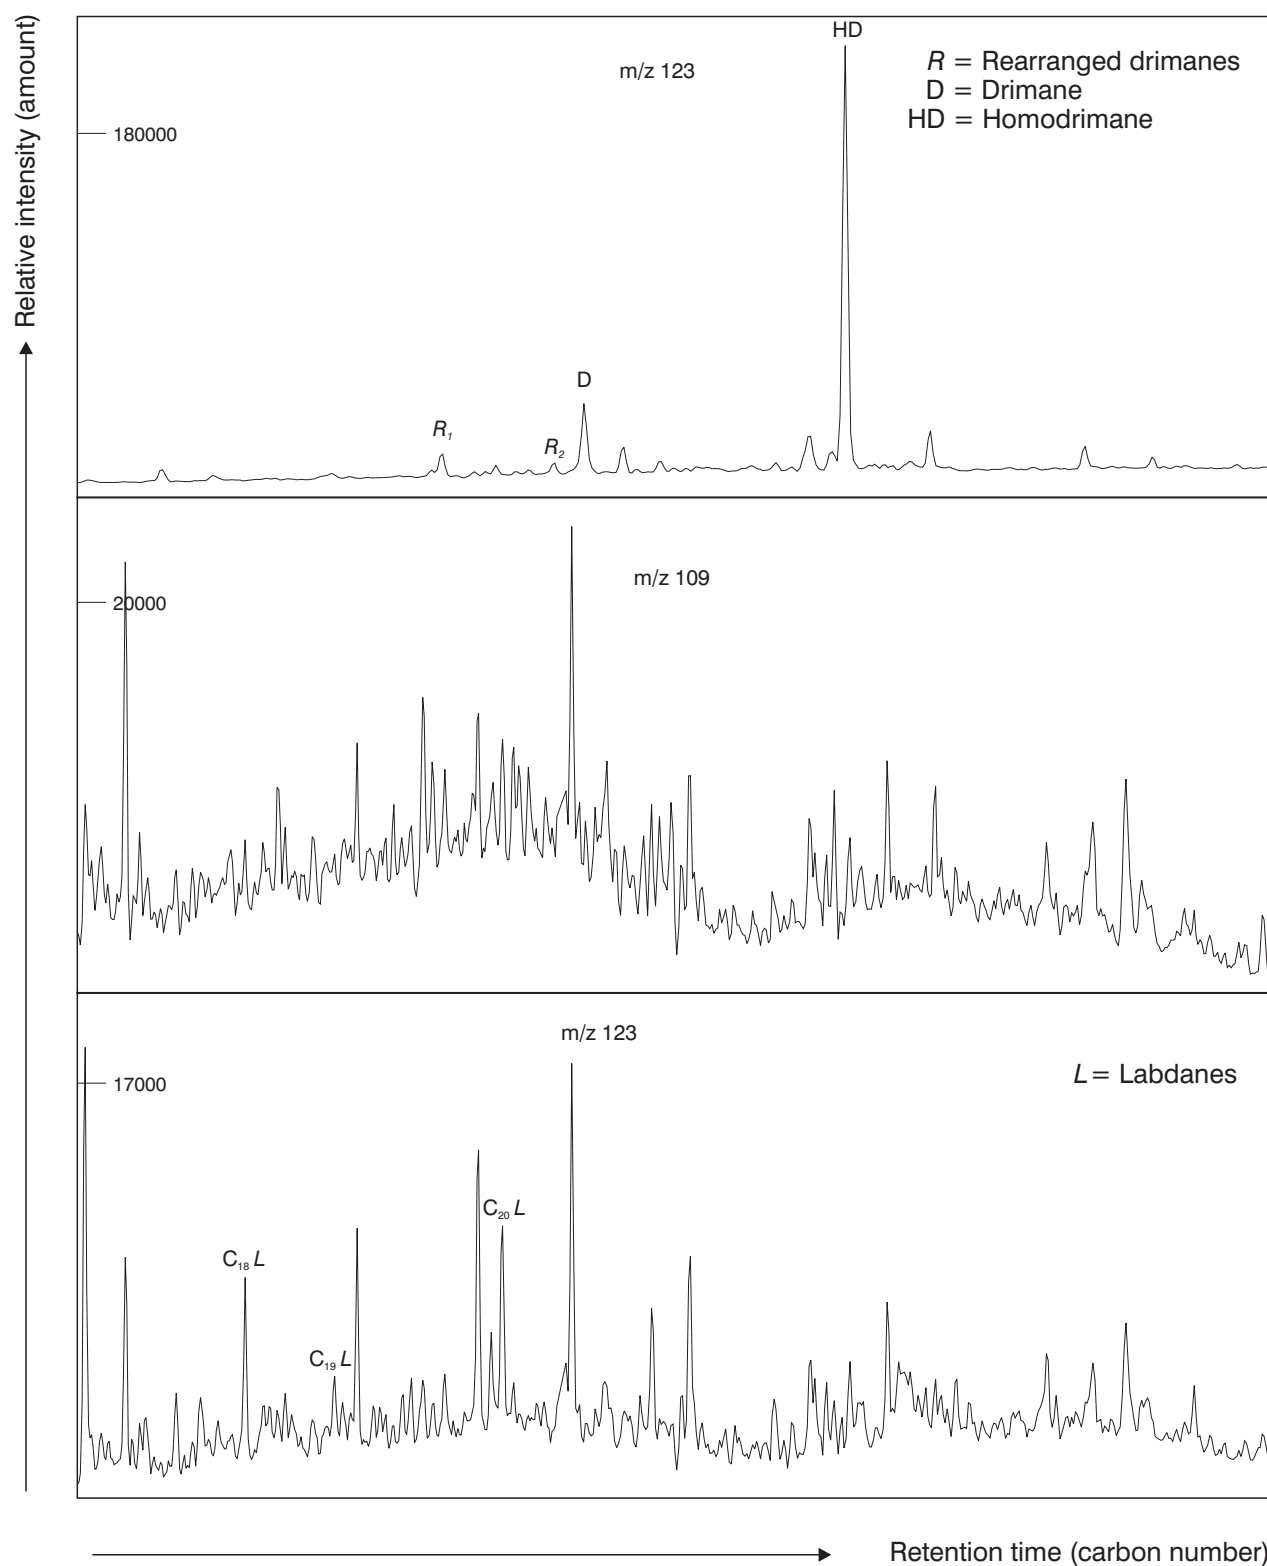 Relative intensity (amount)
HD
m/z 123
R = Rearranged drimanes
D = Drimane
HD = Homodrimane
180000
D
R₁
R₂
m/z 109
20000
m/z 123
L = Labdanes
17000
C₂₀ L
C₁₈ L
C₁₉ L
Retention time (carbon number)